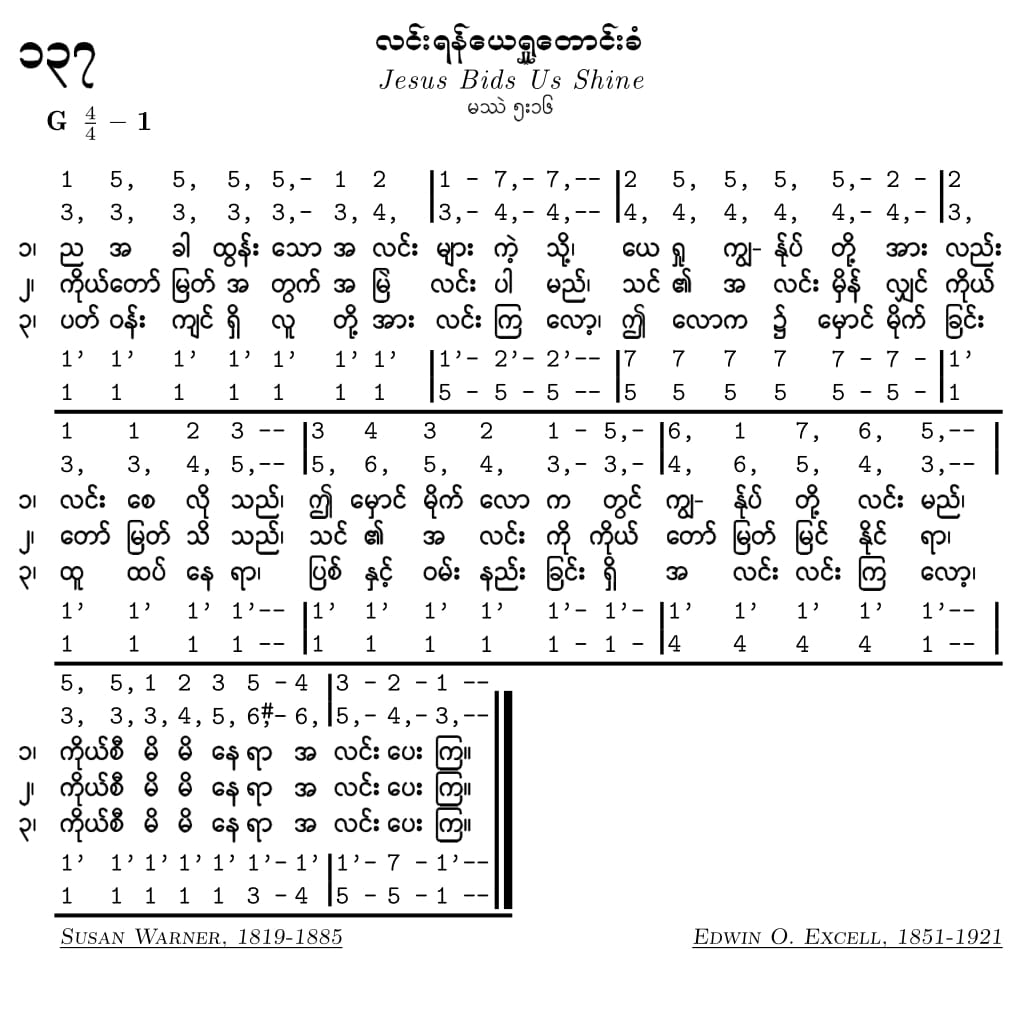 ၁၃၇
လင်းရန်ယေရှုတောင်းခံ
Jesus Bids Us Shine
မဿဲ ၅း၁၆
G 4/4 – 1
1 5, 5, 5, 5,- 1 2 |1 - 7,- 7,-- |2 5, 5, 5, 5,- 2 - |2
3, 3, 3, 3, 3,- 3, 4, |3,- 4,- 4,-- |4, 4, 4, 4, 4,- 4,- |3,
၁၊ ည အ ခါ ထွန်း သော အ လင်း များ ကဲ့ သို့၊ ယေ ရှု ကျွ- န်ုပ် တို့ အား လည်း
၂၊ ကိုယ်တော် မြတ် အ တွက် အ မြဲ လင်း ပါ မည်၊ သင် ၏ အ လင်း မှိန် လျှင် ကိုယ်
၃၊ ပတ် ဝန်း ကျင် ရှိ လူ တို့ အား လင်း ကြ လော့၊ ဤ လောက ၌ မှောင် မိုက် ခြင်း
1’ 1’ 1’ 1’ 1’ 1’ 1’ |1’- 2’- 2’-- |7 7 7 7 7 - 7 - |1’
1 1 1 1 1 1 1 |5 - 5 - 5 -- |5 5 5 5 5 - 5 - |1
1 1 2 3 -- |3 4 3 2 1 - 5,- |6, 1 7, 6, 5,-- |
3, 3, 4, 5,-- |5, 6, 5, 4, 3,- 3,- |4, 6, 5, 4, 3,-- |
၁၊ လင်း စေ လို သည်၊ ဤ မှောင် မိုက် လော က တွင် ကျွ- န်ုပ် တို့ လင်း မည်၊
၂၊ တော် မြတ် သိ သည်၊ သင် ၏ အ လင်း ကို ကိုယ် တော် မြတ် မြင် နိုင် ရာ၊
၃၊ ထူ ထပ် နေ ရာ၊ ပြစ် နှင့် ဝမ်း နည်း ခြင်း ရှိ အ လင်း လင်း ကြ လော့၊
1’ 1’ 1’ 1’-- |1’ 1’ 1’ 1’ 1’- 1’- |1’ 1’ 1’ 1’ 1’-- |
1 1 1 1 -- |1 1 1 1 1 - 1 - |4 4 4 4 1 -- |
5, 5, 1 2 3 5 - 4 |3 - 2 - 1 --
3, 3, 3, 4, 5, 6,#- 6, |5,- 4,- 3,--
၁၊ ကိုယ်စီ မိ မိ နေ ရာ အ လင်း ပေး ကြ။
၂၊ ကိုယ်စီ မိ မိ နေ ရာ အ လင်း ပေး ကြ။
၃၊ ကိုယ်စီ မိ မိ နေ ရာ အ လင်း ပေး ကြ။
1’ 1’ 1’ 1’ 1’ 1’- 1’ |1’- 7 - 1’--
1 1 1 1 1 3 - 4 |5 - 5 - 1 --
SUSAN WARNER, 1819-1885 EDWIN O. EXCELL, 1851-1921